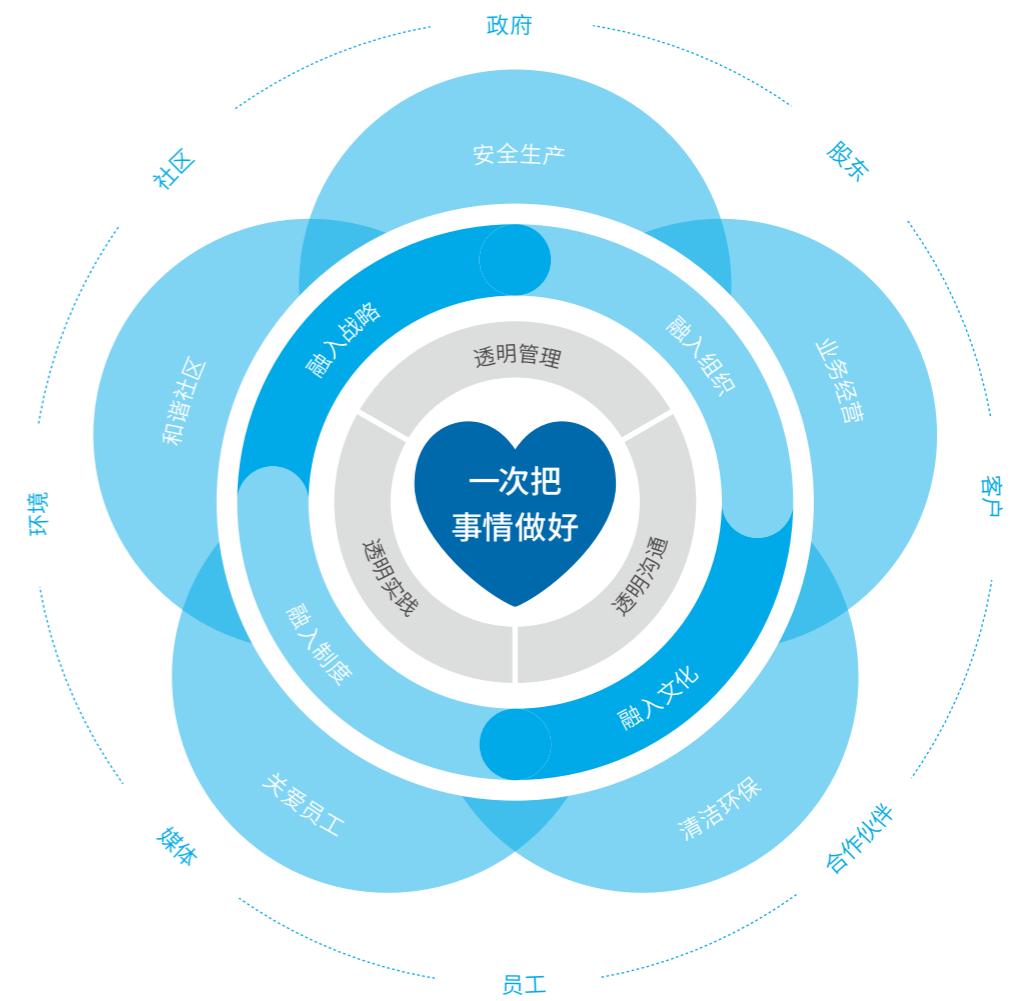 政府
社区
股东
安全生产
融入战略
融入组织
透明管理
业务经营
和谐社区
一次把
事情做好
环境
客户
透明实践
透明沟通
融入制度
融入文化
关爱员工
清洁环保
媒体
合作伙伴
员工